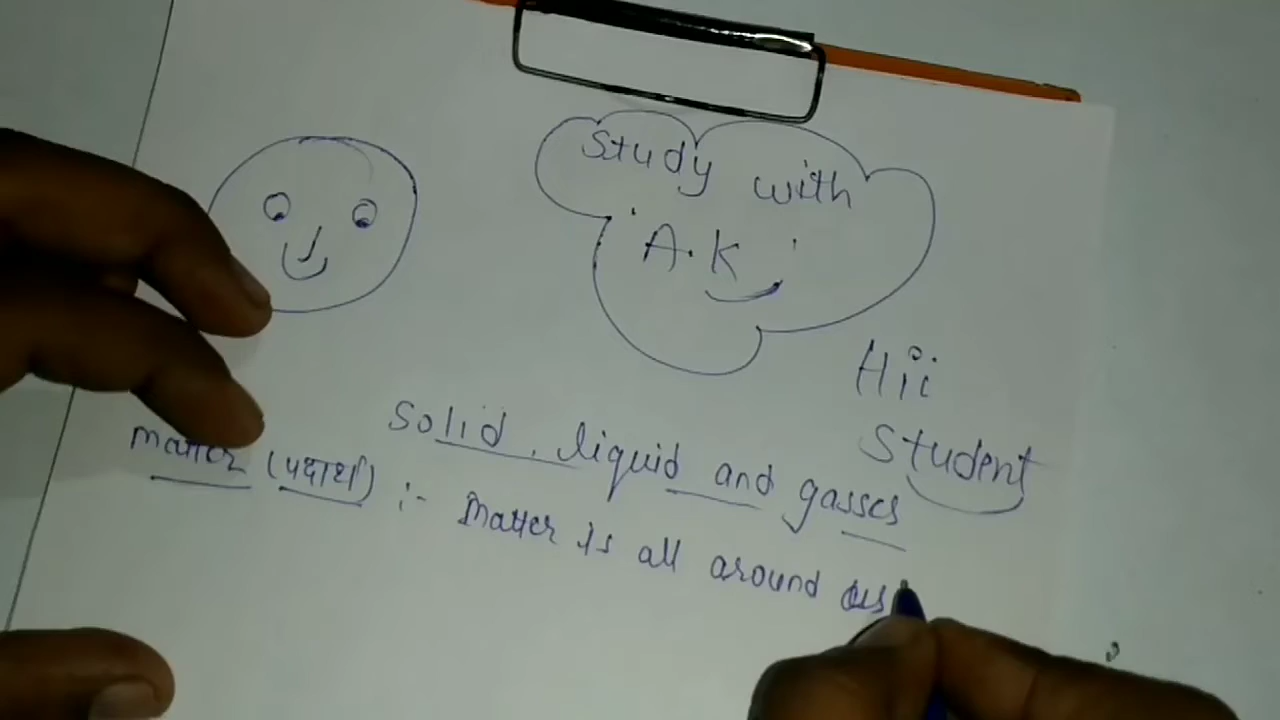 Study with
'A.K'
Hii
Student
Solid, liquid and gasses
Matter (पदार्थ) :- Matter is all around us